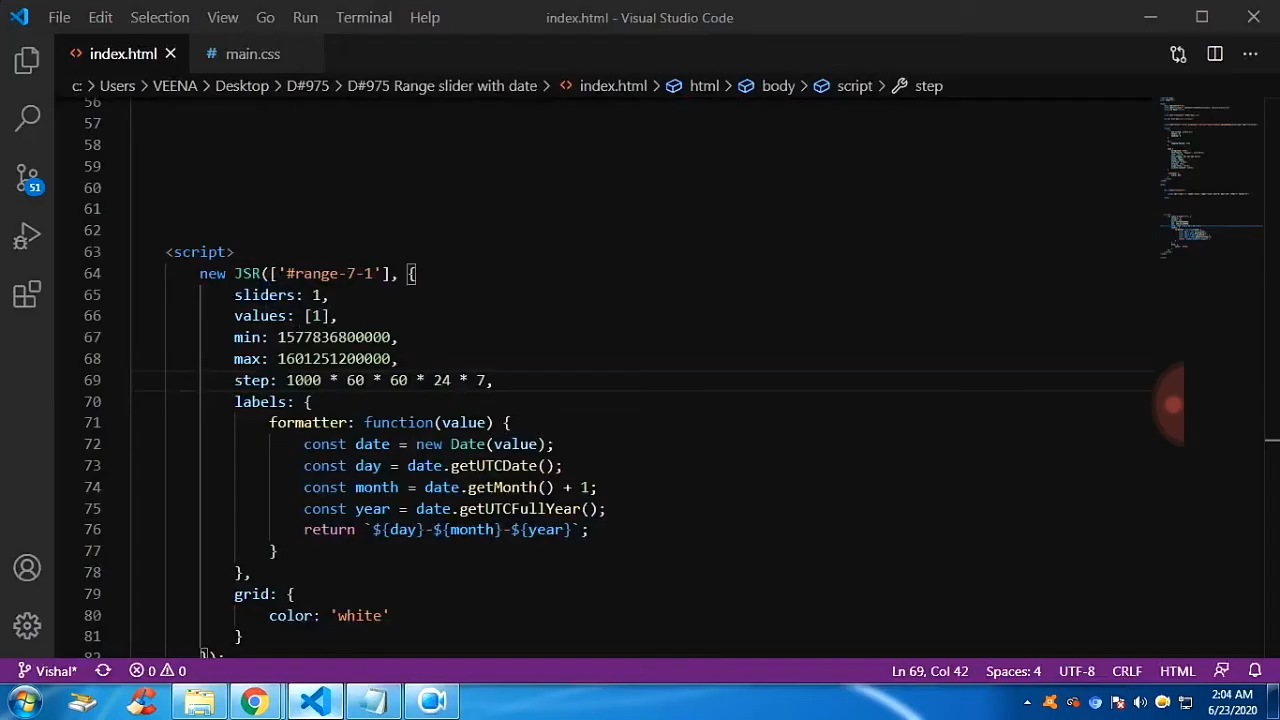 File Edit Selection View Go Run Terminal Help index.html - Visual Studio Code
<> index.html × # main.css
c: > Users > VEENA > Desktop > D#975 > D#975 Range slider with date > <> index.html > html > body > script > step
56
57
58
59
60
61
62
63 <script>
64 new JSR(['#range-7-1'], {
65 sliders: 1,
66 values: [1],
67 min: 1577836800000,
68 max: 1601251200000,
69 step: 1000 * 60 * 60 * 24 * 7,
70 labels: {
71 formatter: function(value) {
72 const date = new Date(value);
73 const day = date.getUTCDate();
74 const month = date.getMonth() + 1;
75 const year = date.getUTCFullYear();
76 return `${day}-${month}-${year}`;
77 }
78 },
79 grid: {
80 color: 'white'
81 }
82 });
51
Vishal* 0 0 Ln 69, Col 42 Spaces: 4 UTF-8 CRLF HTML
2:04 AM
6/23/2020